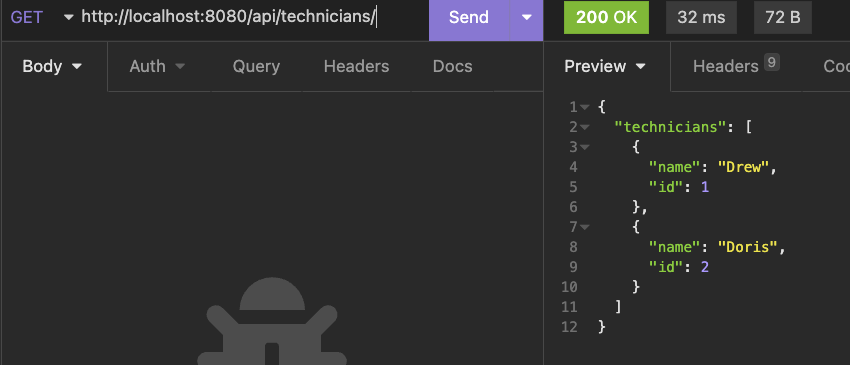 GET http://localhost:8080/api/technicians/ Send 200 OK 32 ms 72 B
Body Auth Query Headers Docs Preview Headers 9 Coo
1 {
2 "technicians": [
3 {
4 "name": "Drew",
5 "id": 1
6 },
7 {
8 "name": "Doris",
9 "id": 2
10 }
11 ]
12 }